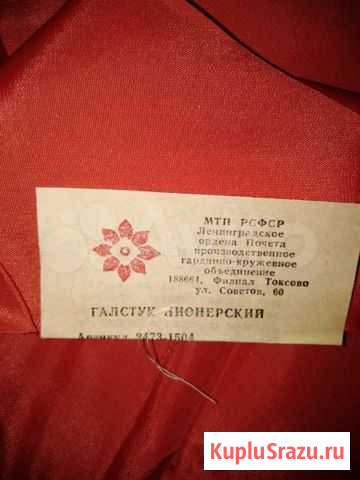 МТП РСФСР
Ленинградское
ордена Почета
производственное
гардинно-кружевное
объединение
188664, Филиал Токсово
ул. Советов, 60
ГАЛСТУК ПИОНЕРСКИЙ
Артикул 2473-1504
KupluSrazu.ru